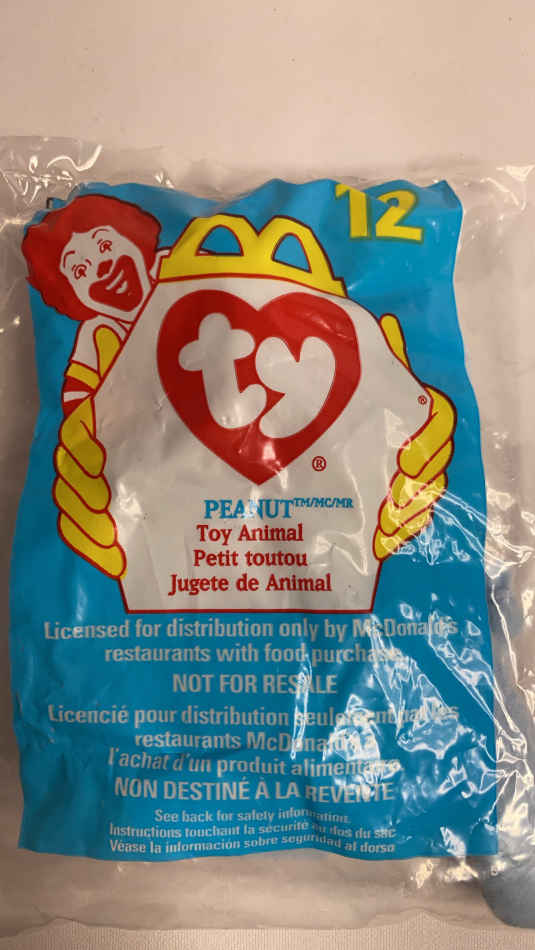 12
ty®
®
PEANUT™/MC/MR
Toy Animal
Petit toutou
Jugete de Animal
Licensed for distribution only by McDonald's
restaurants with food purchase
NOT FOR RESALE
Licencié pour distribution seulement
restaurants McDonald's
l'achat d'un produit alimentaire
NON DESTINÉ À LA REVENTE
See back for safety information.
Instructions touchant la sécurité au dos du sac
Véase la información sobre seguridad al dorso